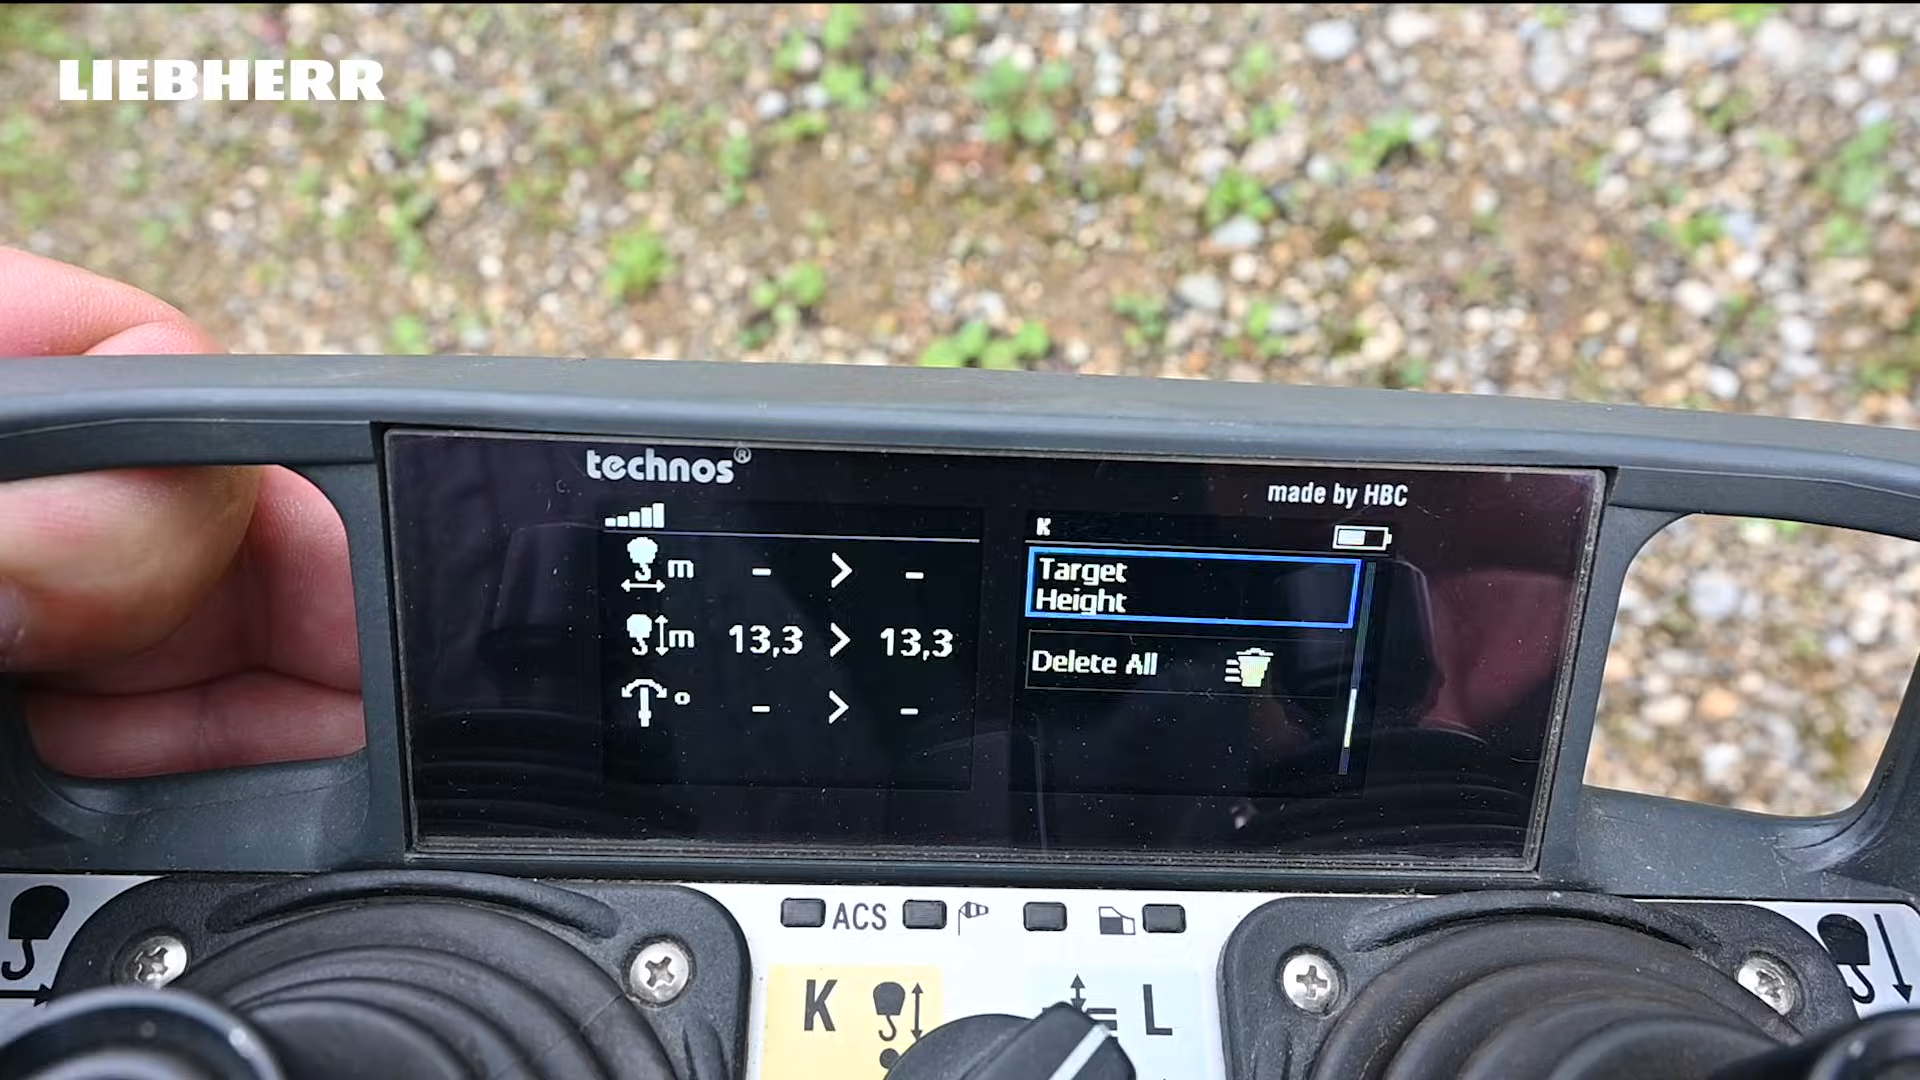 LIEBHERR
technos®
made by HBC
K
m - > -
Target
Height
m 13,3 > 13,3
Delete All
° - > -
ACS
K
L